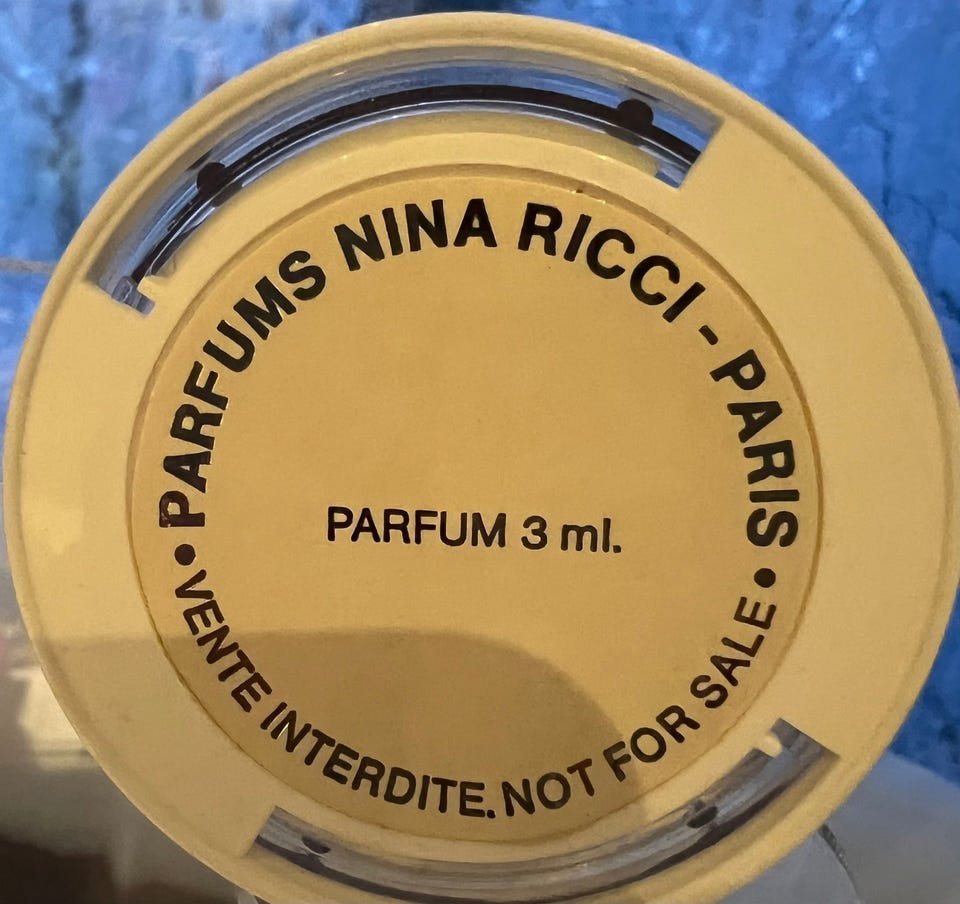 PARFUMS NINA RICCI - PARIS
PARFUM 3 ml.
• VENTE INTERDITE. NOT FOR SALE •